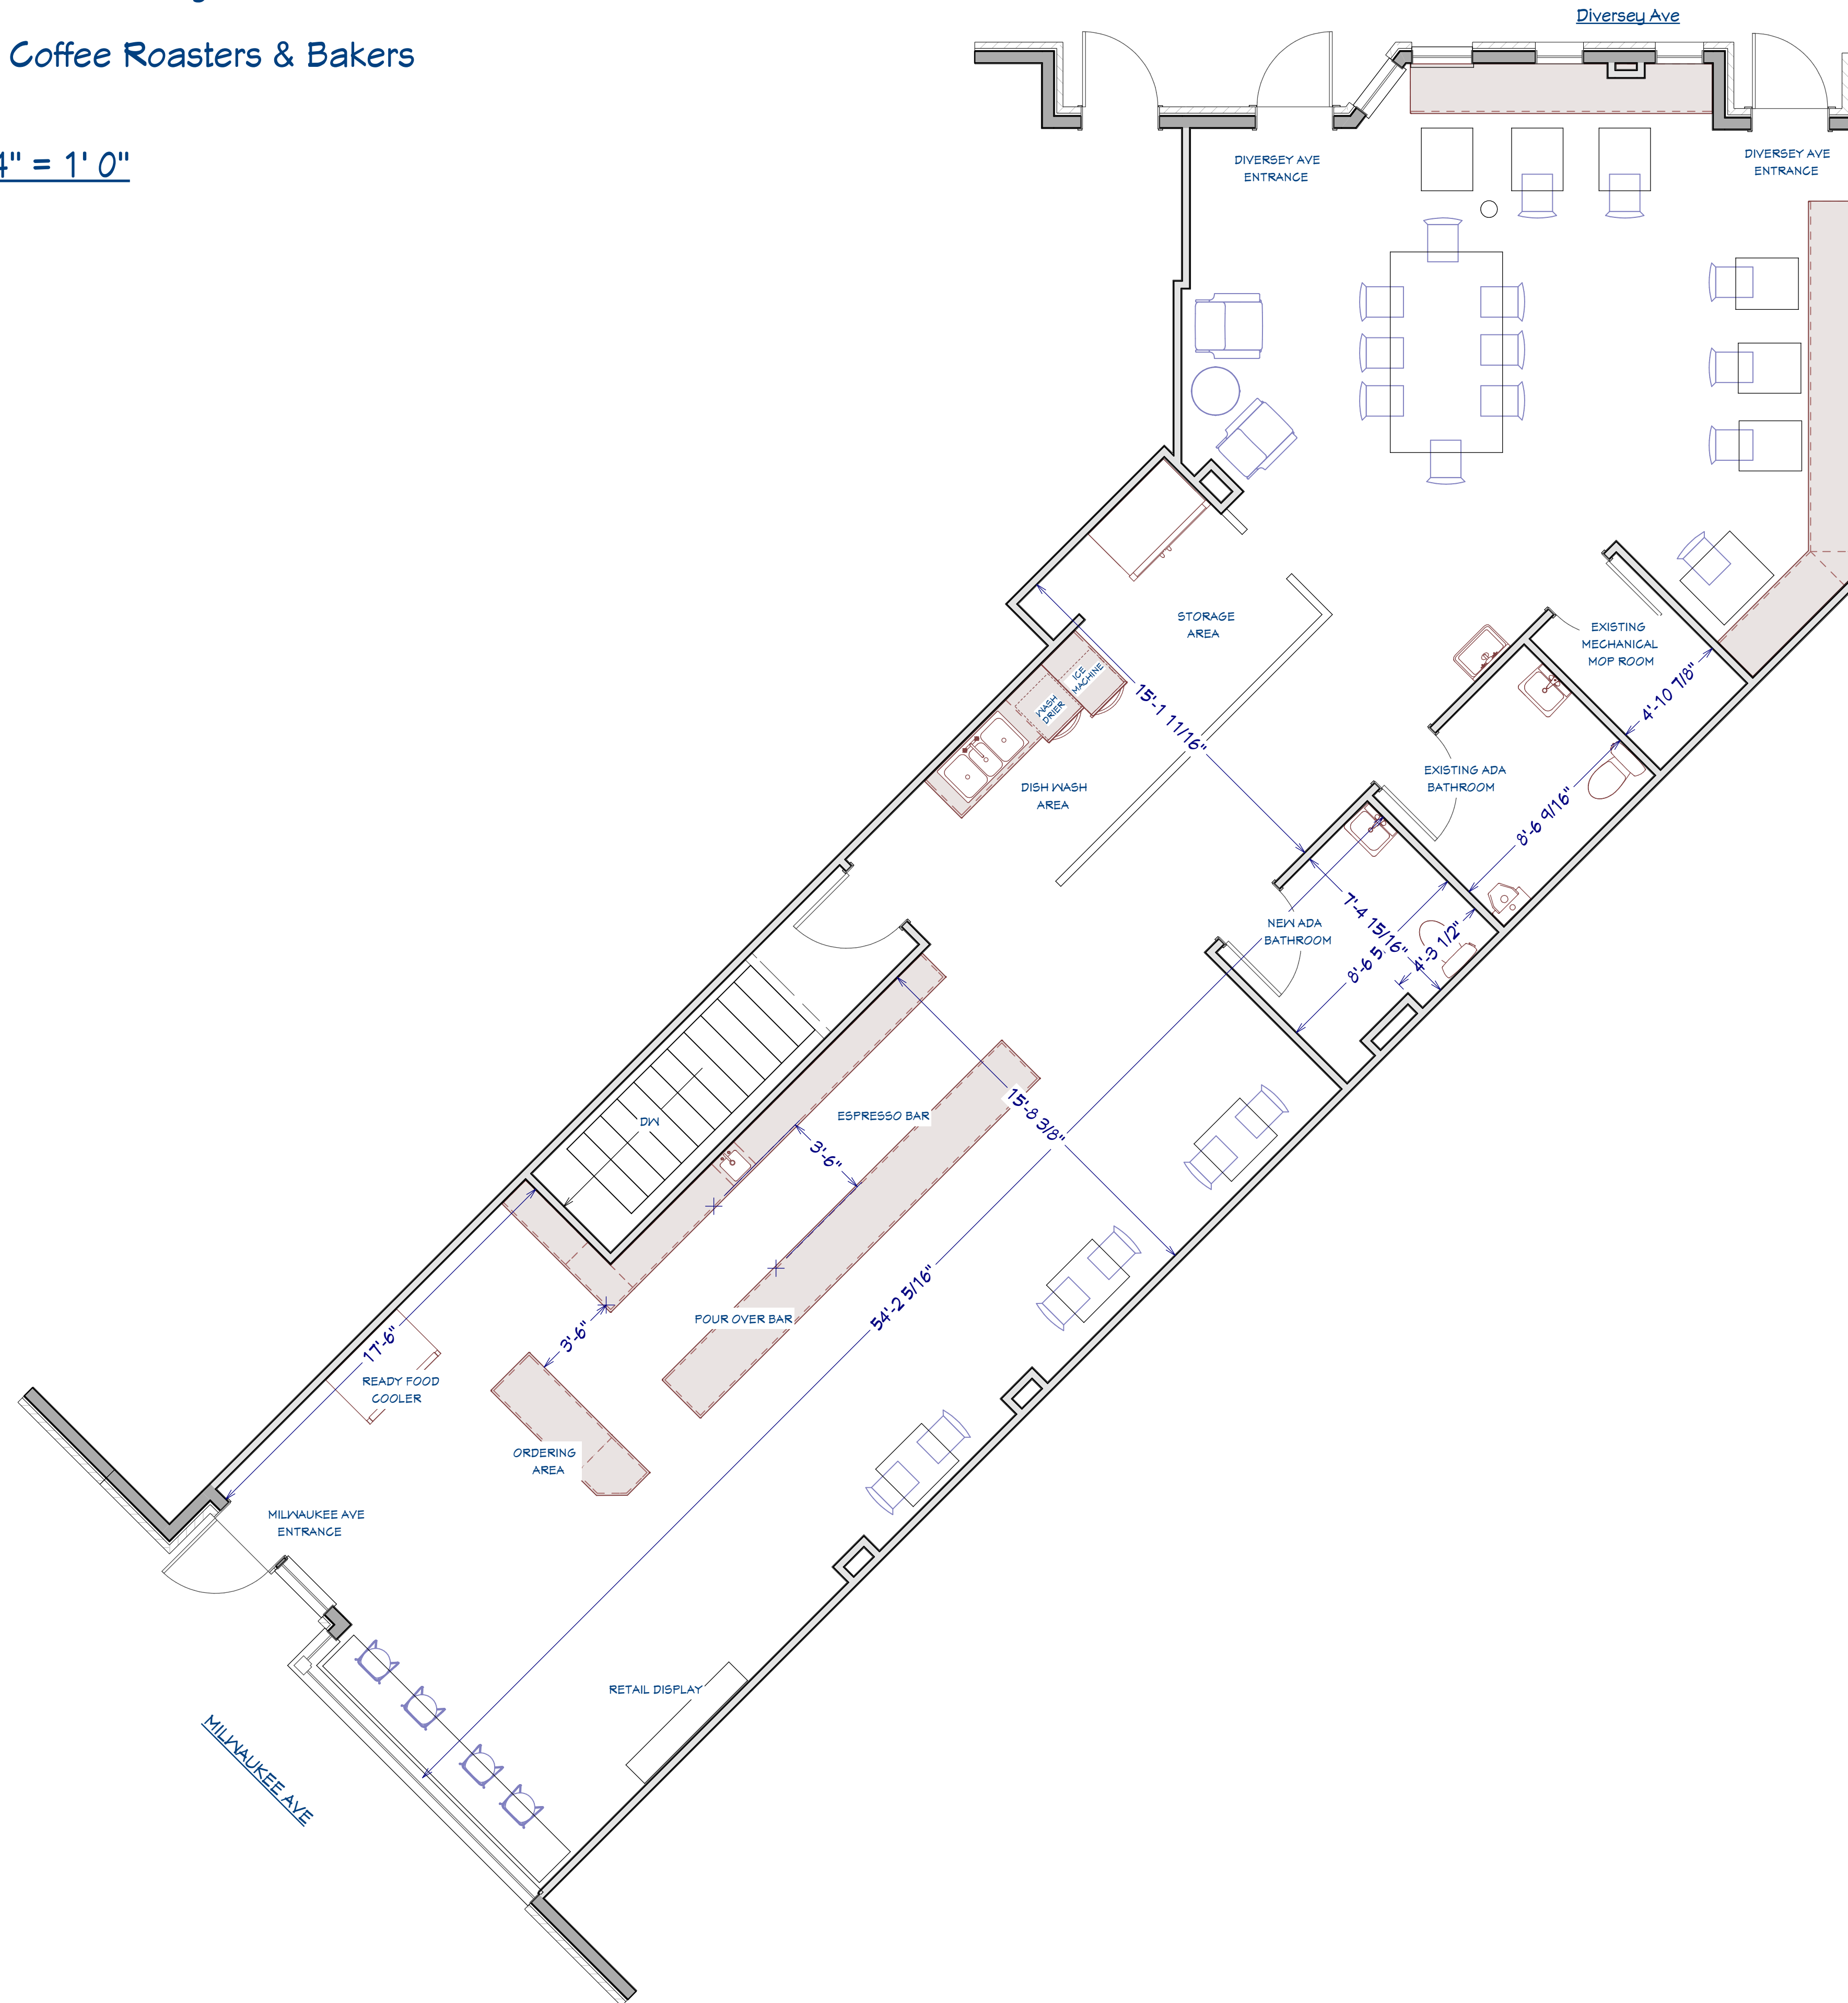 Coffee Roasters & Bakers
4" = 1' 0"
Diversey Ave
DIVERSEY AVE
ENTRANCE
DIVERSEY AVE
ENTRANCE
STORAGE
AREA
EXISTING
MECHANICAL
MOP ROOM
4'-10 7/8"
ICE
MACHINE
WASH
DRIER
15'-1 11/16"
DISH WASH
AREA
EXISTING ADA
BATHROOM
8'-6 9/16"
NEW ADA
BATHROOM
7'-4 15/16"
8'-6 5
4'-3 1/2"
DW
ESPRESSO BAR
15'-8 3/8"
3'-6"
54'-2 5/16"
POUR OVER BAR
3'-6"
17'-6"
READY FOOD
COOLER
ORDERING
AREA
MILWAUKEE AVE
ENTRANCE
RETAIL DISPLAY
MILWAUKEE AVE